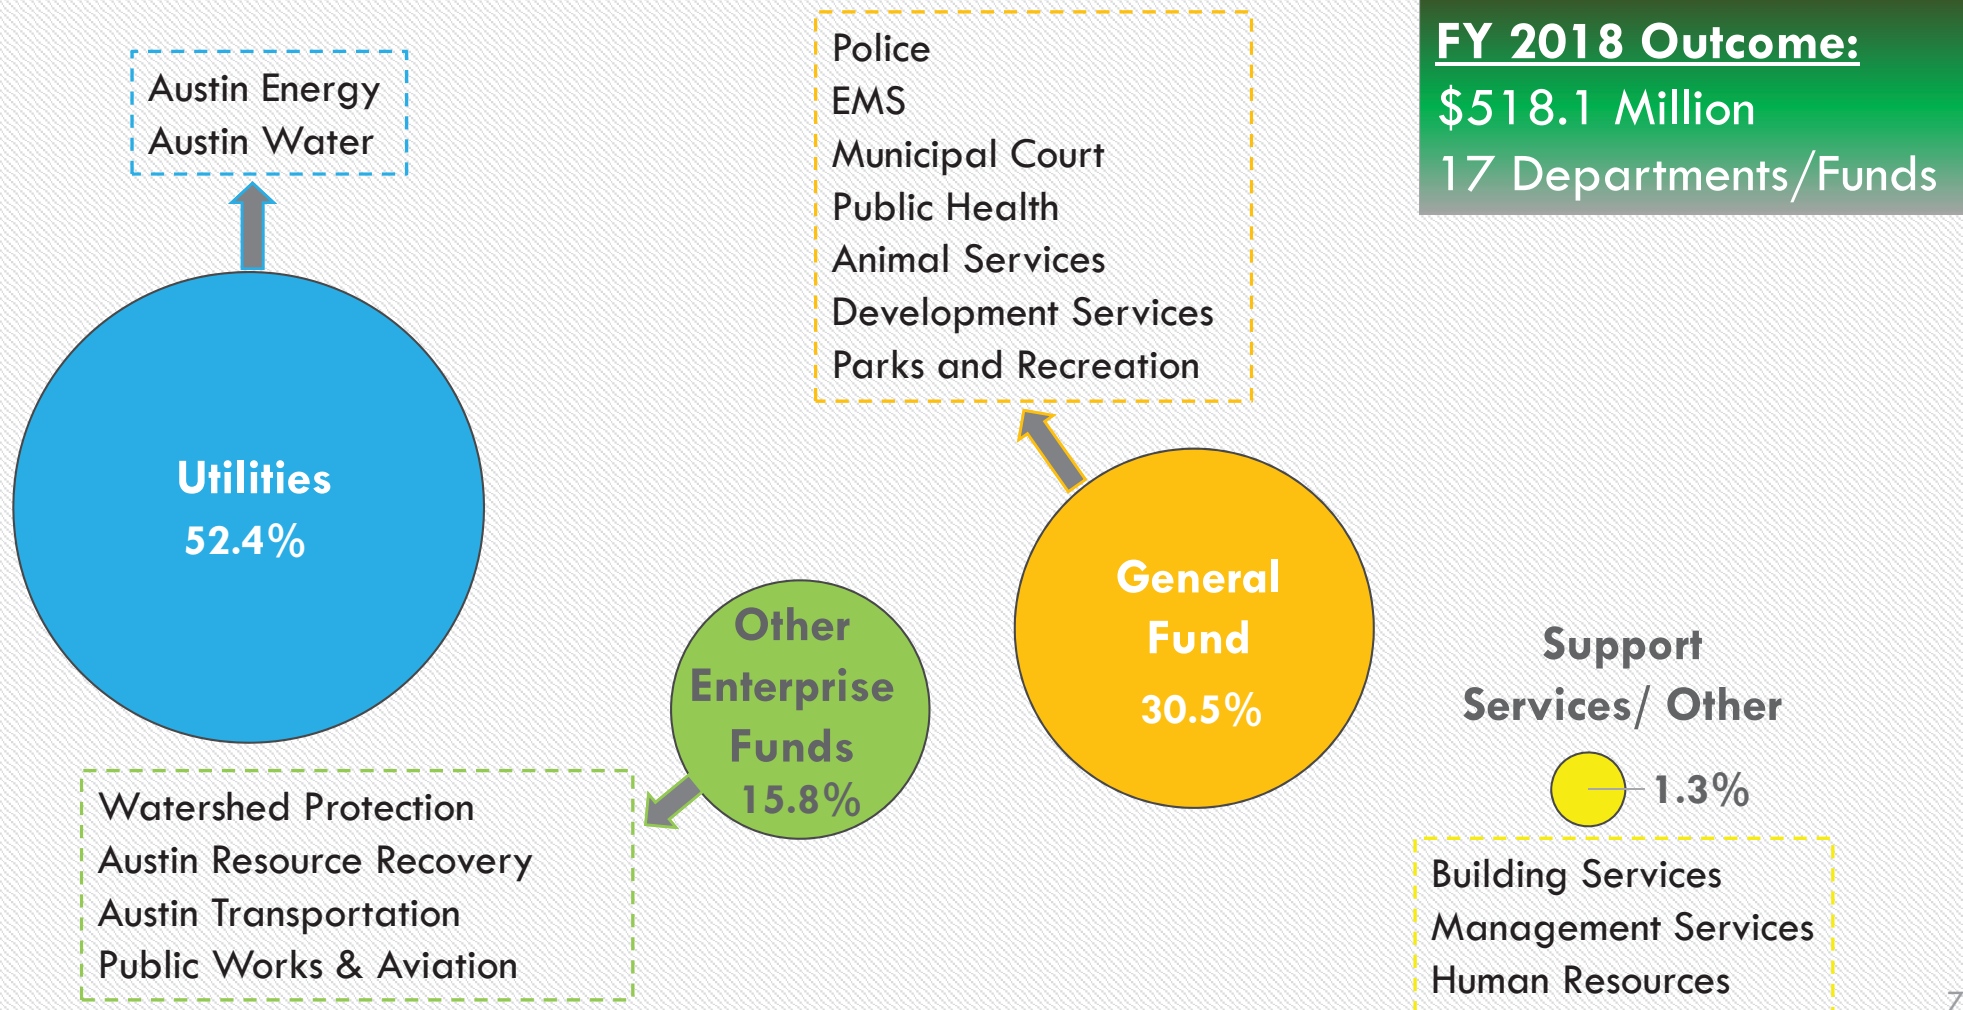 FY 2018 Outcome:
$518.1 Million
17 Departments/Funds
Austin Energy
Austin Water
Utilities
52.4%
Police
EMS
Municipal Court
Public Health
Animal Services
Development Services
Parks and Recreation
General
Fund
30.5%
Other
Enterprise
Funds
15.8%
Watershed Protection
Austin Resource Recovery
Austin Transportation
Public Works & Aviation
Support
Services/ Other
1.3%
Building Services
Management Services
Human Resources
7